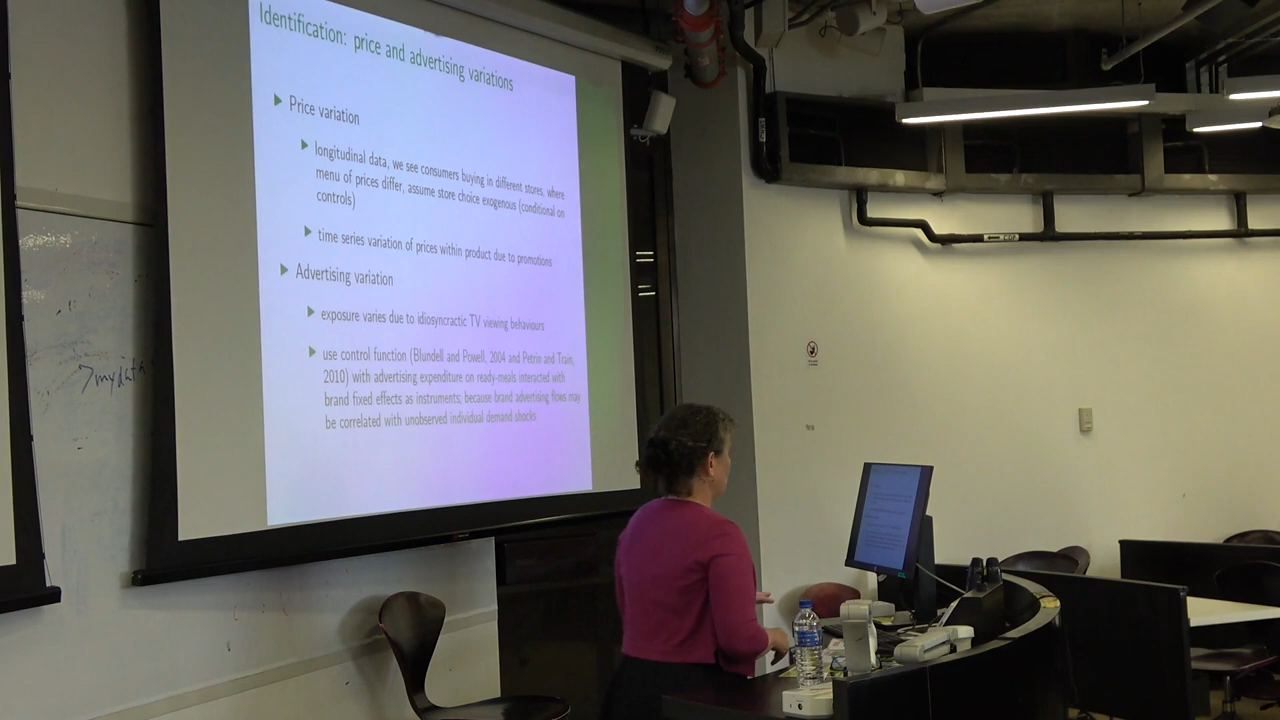 Identification: price and advertising variations
Price variation
longitudinal data, we see consumers buying in different stores, where
menu of prices differ, assume store choice exogenous (conditional on
controls)
time series variation of prices within product due to promotions
Advertising variation
exposure varies due to idiosyncractic TV viewing behaviours
use control function (Blundell and Powell, 2004 and Petrin and Train,
2010) with advertising expenditure on ready-meals interacted with
brand fixed effects as instruments; because brand advertising flows may
be correlated with unobserved individual demand shocks
>mydata